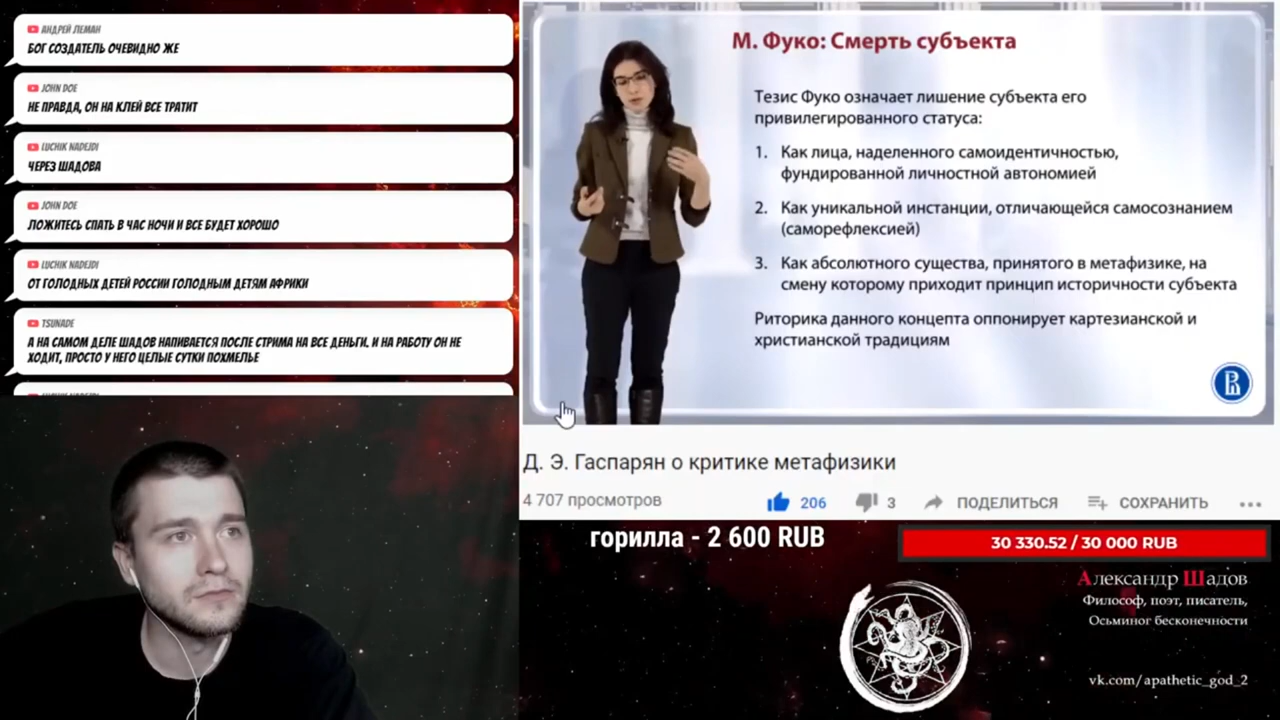 АНДРЕЙ ЛЕМАН
БОГ СОЗДАТЕЛЬ ОЧЕВИДНО ЖЕ
JOHN DOE
НЕ ПРАВДА, ОН НА КЛЕЙ ВСЕ ТРАТИТ
LUCHIK NADEJDI
ЧЕРЕЗ ШАДОВА
JOHN DOE
ЛОЖИТЕСЬ СПАТЬ В ЧАС НОЧИ И ВСЕ БУДЕТ ХОРОШО
LUCHIK NADEJDI
ОТ ГОЛОДНЫХ ДЕТЕЙ РОССИИ ГОЛОДНЫМ ДЕТЯМ АФРИКИ
TSUNADE
А НА САМОМ ДЕЛЕ ШАДОВ НАПИВАЕТСЯ ПОСЛЕ СТРИМА НА ВСЕ ДЕНЬГИ. И НА РАБОТУ ОН НЕ
ХОДИТ, ПРОСТО У НЕГО ЦЕЛЫЕ СУТКИ ПОХМЕЛЬЕ
М. Фуко: Смерть субъекта
Тезис Фуко означает лишение субъекта его
привилегированного статуса:
1. Как лица, наделенного самоидентичностью,
фундированной личностной автономией
2. Как уникальной инстанции, отличающейся самосознанием
(саморефлексией)
3. Как абсолютного существа, принятого в метафизике, на
смену которому приходит принцип историчности субъекта
Риторика данного концепта оппонирует картезианской и
христианской традициям
Д. Э. Гаспарян о критике метафизики
4 707 просмотров
206
3
ПОДЕЛИТЬСЯ
СОХРАНИТЬ
горилла - 2 600 RUB
30 330.52 / 30 000 RUB
Александр Шадов
Философ, поэт, писатель,
Осьминог бесконечности
vk.com/apathetic_god_2